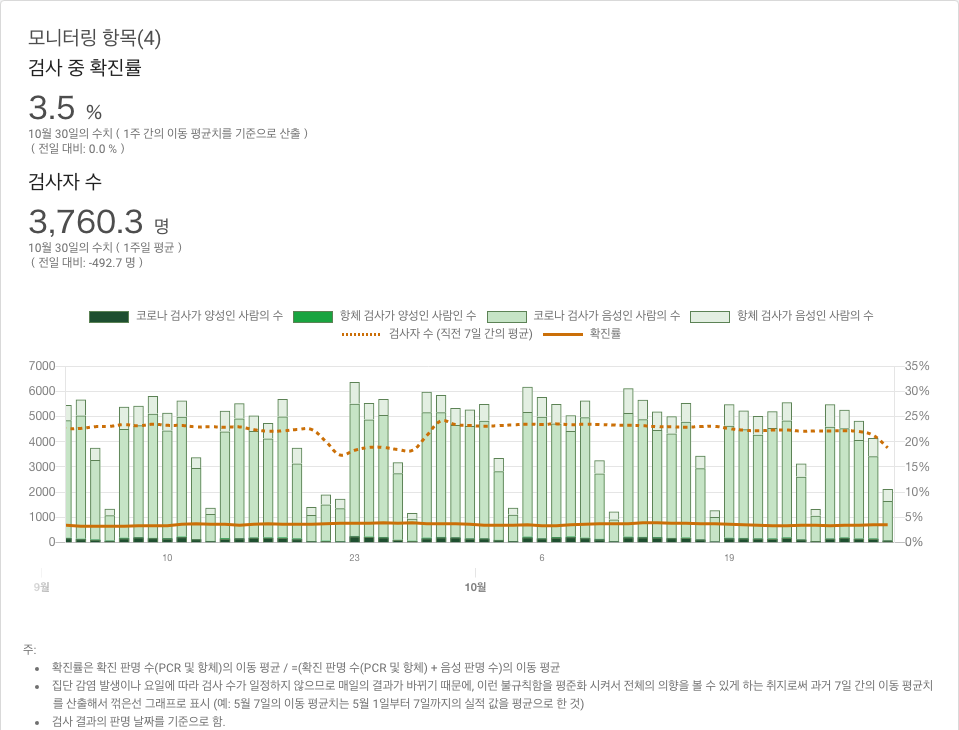 모니터링 항목(4)
검사 중 확진률
3.5 %
10월 30일의 수치 ( 1주 간의 이동 평균치를 기준으로 산출 )
( 전일 대비: 0.0 % )
검사자 수
3,760.3 명
10월 30일의 수치 ( 1주일 평균 )
( 전일 대비: -492.7 명 )
코로나 검사가 양성인 사람의 수 항체 검사가 양성인 사람인 수 코로나 검사가 음성인 사람의 수 항체 검사가 음성인 사람의 수
검사자 수 (직전 7일 간의 평균) 확진률
7000 35%
6000 30%
5000 25%
4000 20%
3000 15%
2000 10%
1000 5%
0 0%
10 23 6 19
9월 10월
주:
확진률은 확진 판명 수(PCR 및 항체)의 이동 평균 / =(확진 판명 수(PCR 및 항체) + 음성 판명 수)의 이동 평균
집단 감염 발생이나 요일에 따라 검사 수가 일정하지 않으므로 매일의 결과가 바뀌기 때문에, 이런 불규칙함을 평준화 시켜서 전체의 의향을 볼 수 있게 하는 취지로써 과거 7일 간의 이동 평균치
를 산출해서 꺾은선 그래프로 표시 (예: 5월 7일의 이동 평균치는 5월 1일부터 7일까지의 실적 값을 평균으로 한 것)
검사 결과의 판명 날짜를 기준으로 함.